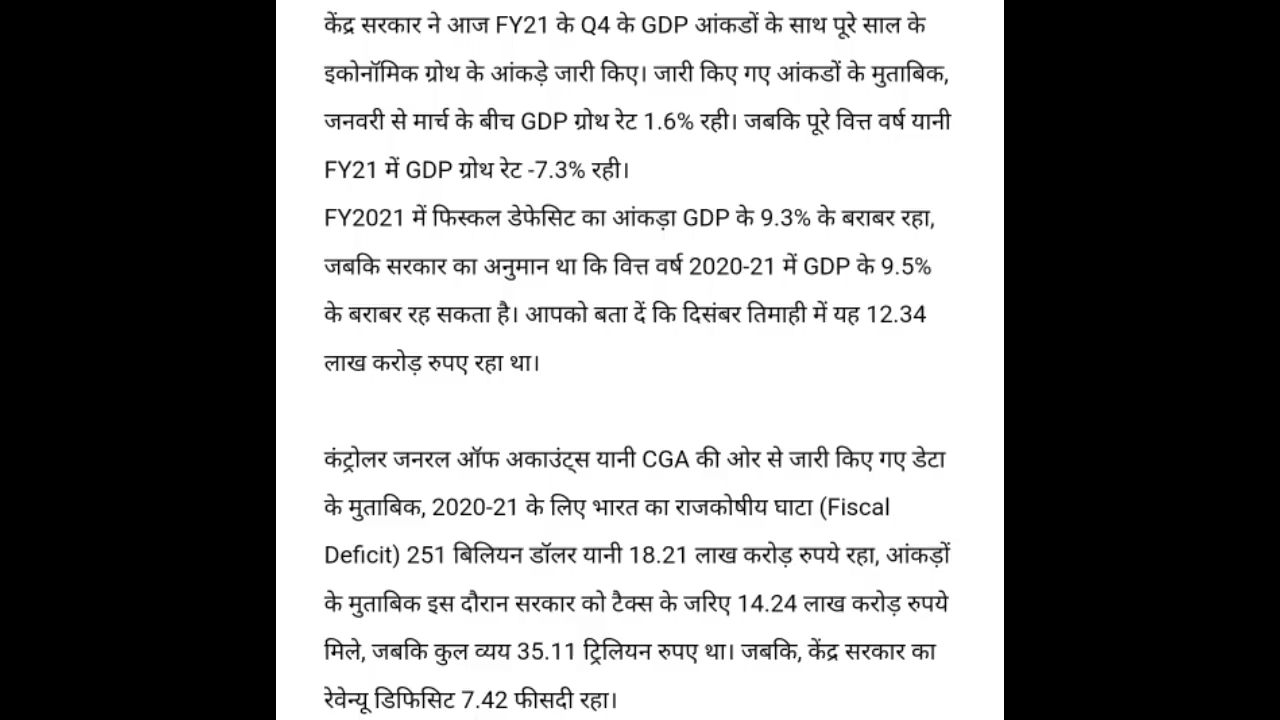 केंद्र सरकार ने आज FY21 के Q4 के GDP आंकडों के साथ पूरे साल के
इकोनॉमिक ग्रोथ के आंकड़े जारी किए। जारी किए गए आंकडों के मुताबिक,
जनवरी से मार्च के बीच GDP ग्रोथ रेट 1.6% रही। जबकि पूरे वित्त वर्ष यानी
FY21 में GDP ग्रोथ रेट -7.3% रही।
FY2021 में फिस्कल डेफेसिट का आंकड़ा GDP के 9.3% के बराबर रहा,
जबकि सरकार का अनुमान था कि वित्त वर्ष 2020-21 में GDP के 9.5%
के बराबर रह सकता है। आपको बता दें कि दिसंबर तिमाही में यह 12.34
लाख करोड़ रुपए रहा था।
कंट्रोलर जनरल ऑफ अकाउंट्स यानी CGA की ओर से जारी किए गए डेटा
के मुताबिक, 2020-21 के लिए भारत का राजकोषीय घाटा (Fiscal
Deficit) 251 बिलियन डॉलर यानी 18.21 लाख करोड़ रुपये रहा, आंकड़ों
के मुताबिक इस दौरान सरकार को टैक्स के जरिए 14.24 लाख करोड़ रुपये
मिले, जबकि कुल व्यय 35.11 ट्रिलियन रुपए था। जबकि, केंद्र सरकार का
रेवेन्यू डिफिसिट 7.42 फीसदी रहा।